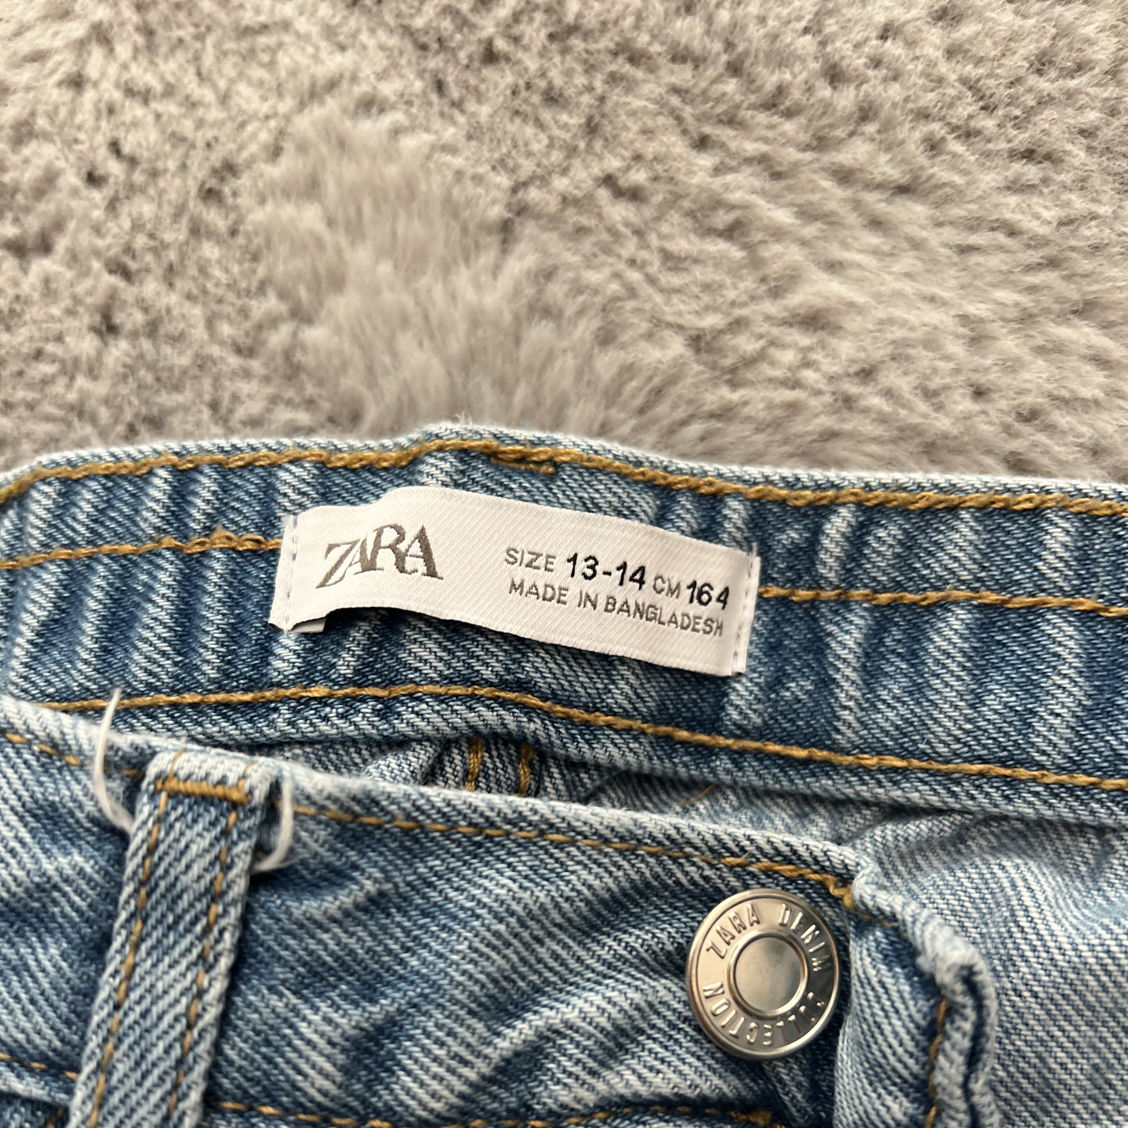 ZARA
SIZE 13-14 CM 164
MADE IN BANGLADESH
ZARA DENIM COLLECTION